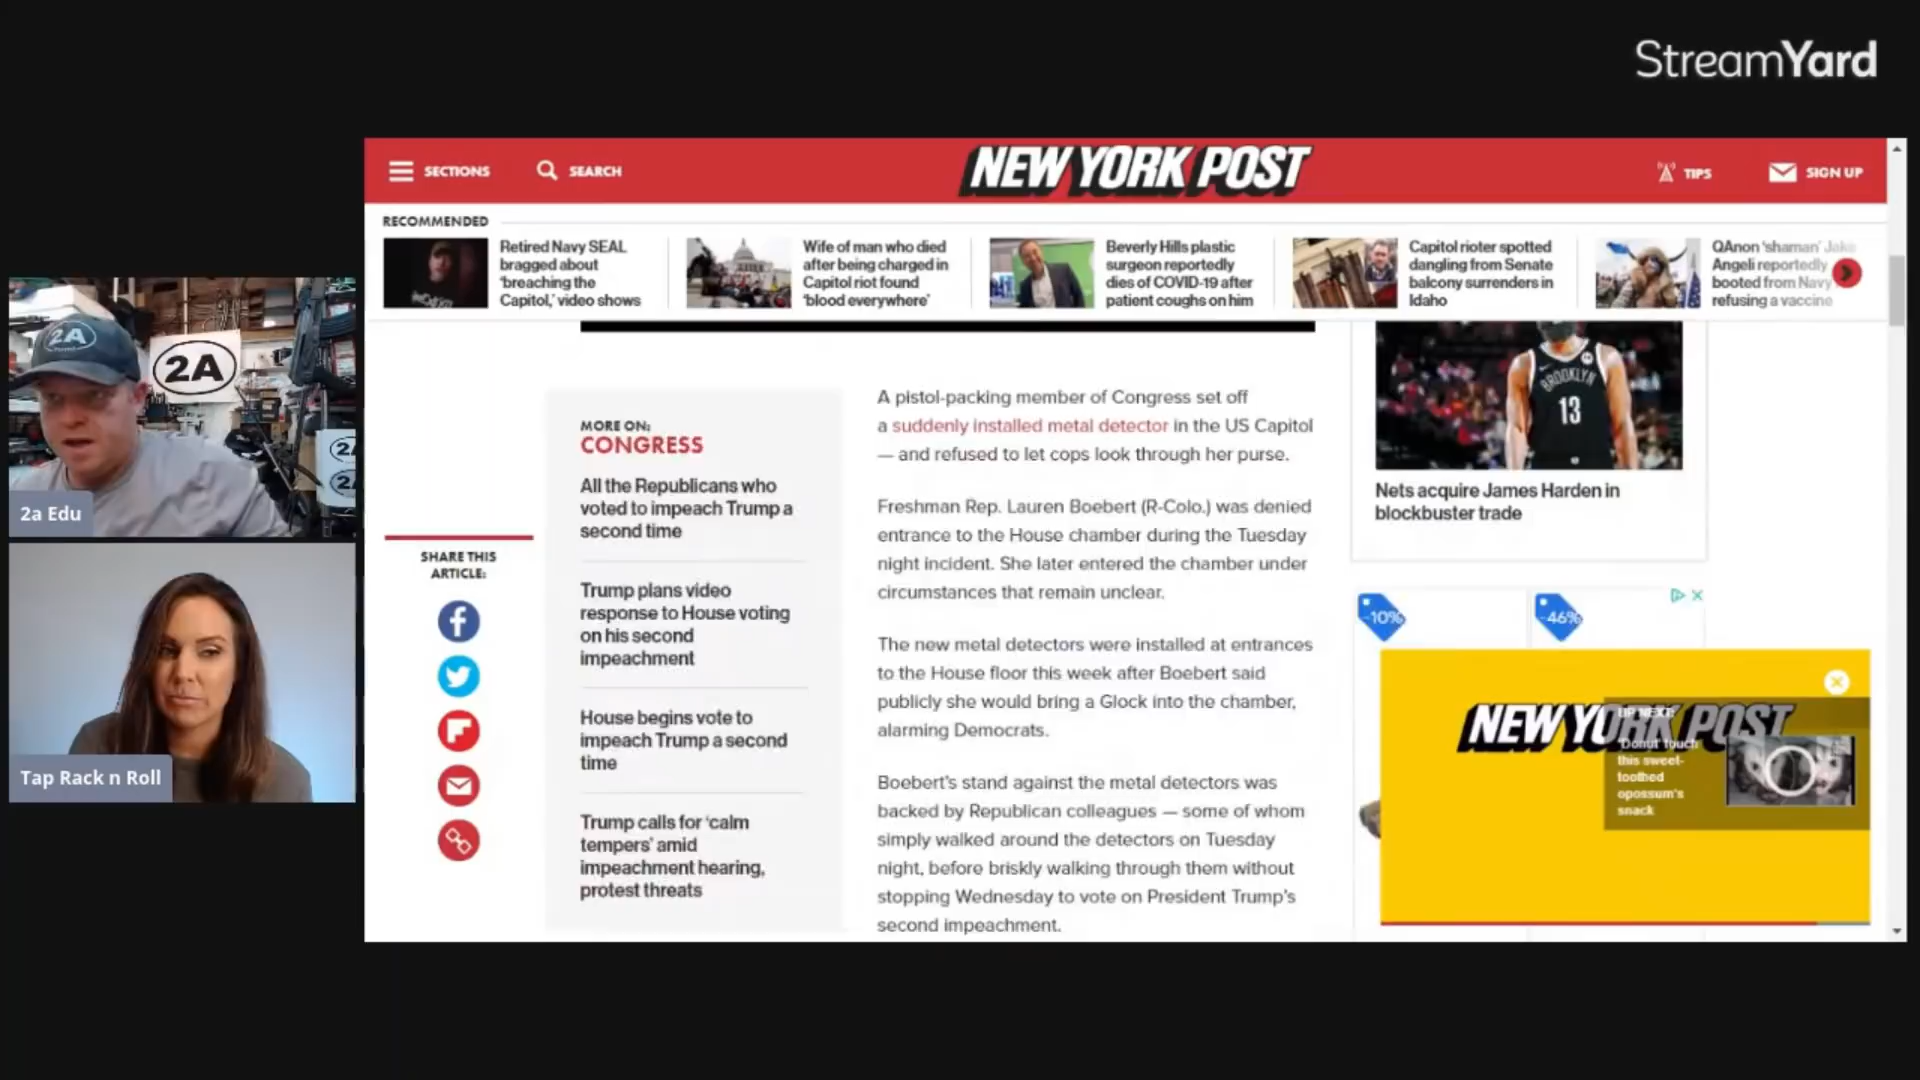 StreamYard
SECTIONS
SEARCH
NEW YORK POST
TIPS
SIGN UP
RECOMMENDED
Retired Navy SEAL
bragged about
'breaching the
Capitol,' video shows
Wife of man who died
after being charged in
Capitol riot found
'blood everywhere'
Beverly Hills plastic
surgeon reportedly
dies of COVID-19 after
patient coughs on him
Capitol rioter spotted
dangling from Senate
balcony surrenders in
Idaho
QAnon 'shaman' Jake
Angeli reportedly
booted from Navy
refusing a vaccine
2A
2A
2A
2A
2a Edu
Tap Rack n Roll
SHARE THIS
ARTICLE:
MORE ON:
CONGRESS
All the Republicans who
voted to impeach Trump a
second time
Trump plans video
response to House voting
on his second
impeachment
House begins vote to
impeach Trump a second
time
Trump calls for 'calm
tempers' amid
impeachment hearing,
protest threats
A pistol-packing member of Congress set off
a suddenly installed metal detector in the US Capitol
— and refused to let cops look through her purse.
Freshman Rep. Lauren Boebert (R-Colo.) was denied
entrance to the House chamber during the Tuesday
night incident. She later entered the chamber under
circumstances that remain unclear.
The new metal detectors were installed at entrances
to the House floor this week after Boebert said
publicly she would bring a Glock into the chamber,
alarming Democrats.
Boebert's stand against the metal detectors was
backed by Republican colleagues — some of whom
simply walked around the detectors on Tuesday
night, before briskly walking through them without
stopping Wednesday to vote on President Trump's
second impeachment.
BROOKLYN
13
Nets acquire James Harden in
blockbuster trade
-10%
-46%
NEW YORK POST
UP NEXT:
'Donut' touch
this sweet-
toothed
opossum's
snack